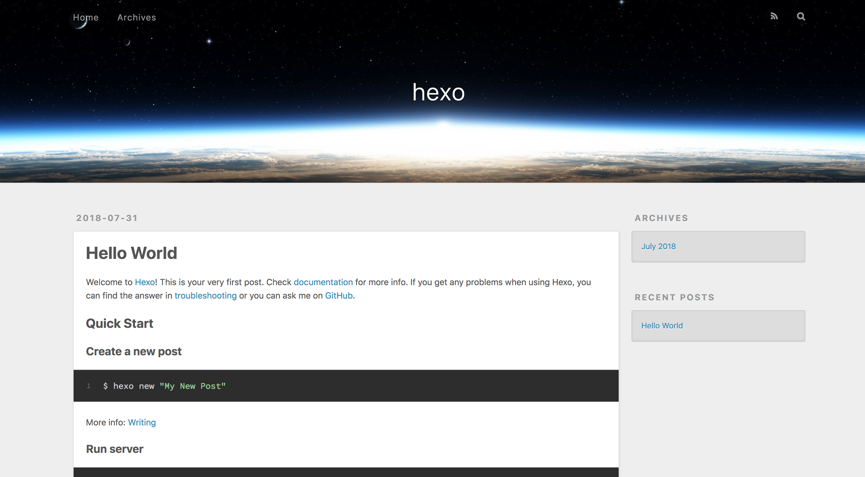 Home Archives
hexo
2018-07-31
Hello World
Welcome to Hexo! This is your very first post. Check documentation for more info. If you get any problems when using Hexo, you
can find the answer in troubleshooting or you can ask me on GitHub.
Quick Start
Create a new post
1 $ hexo new "My New Post"
More info: Writing
Run server
ARCHIVES
July 2018
RECENT POSTS
Hello World